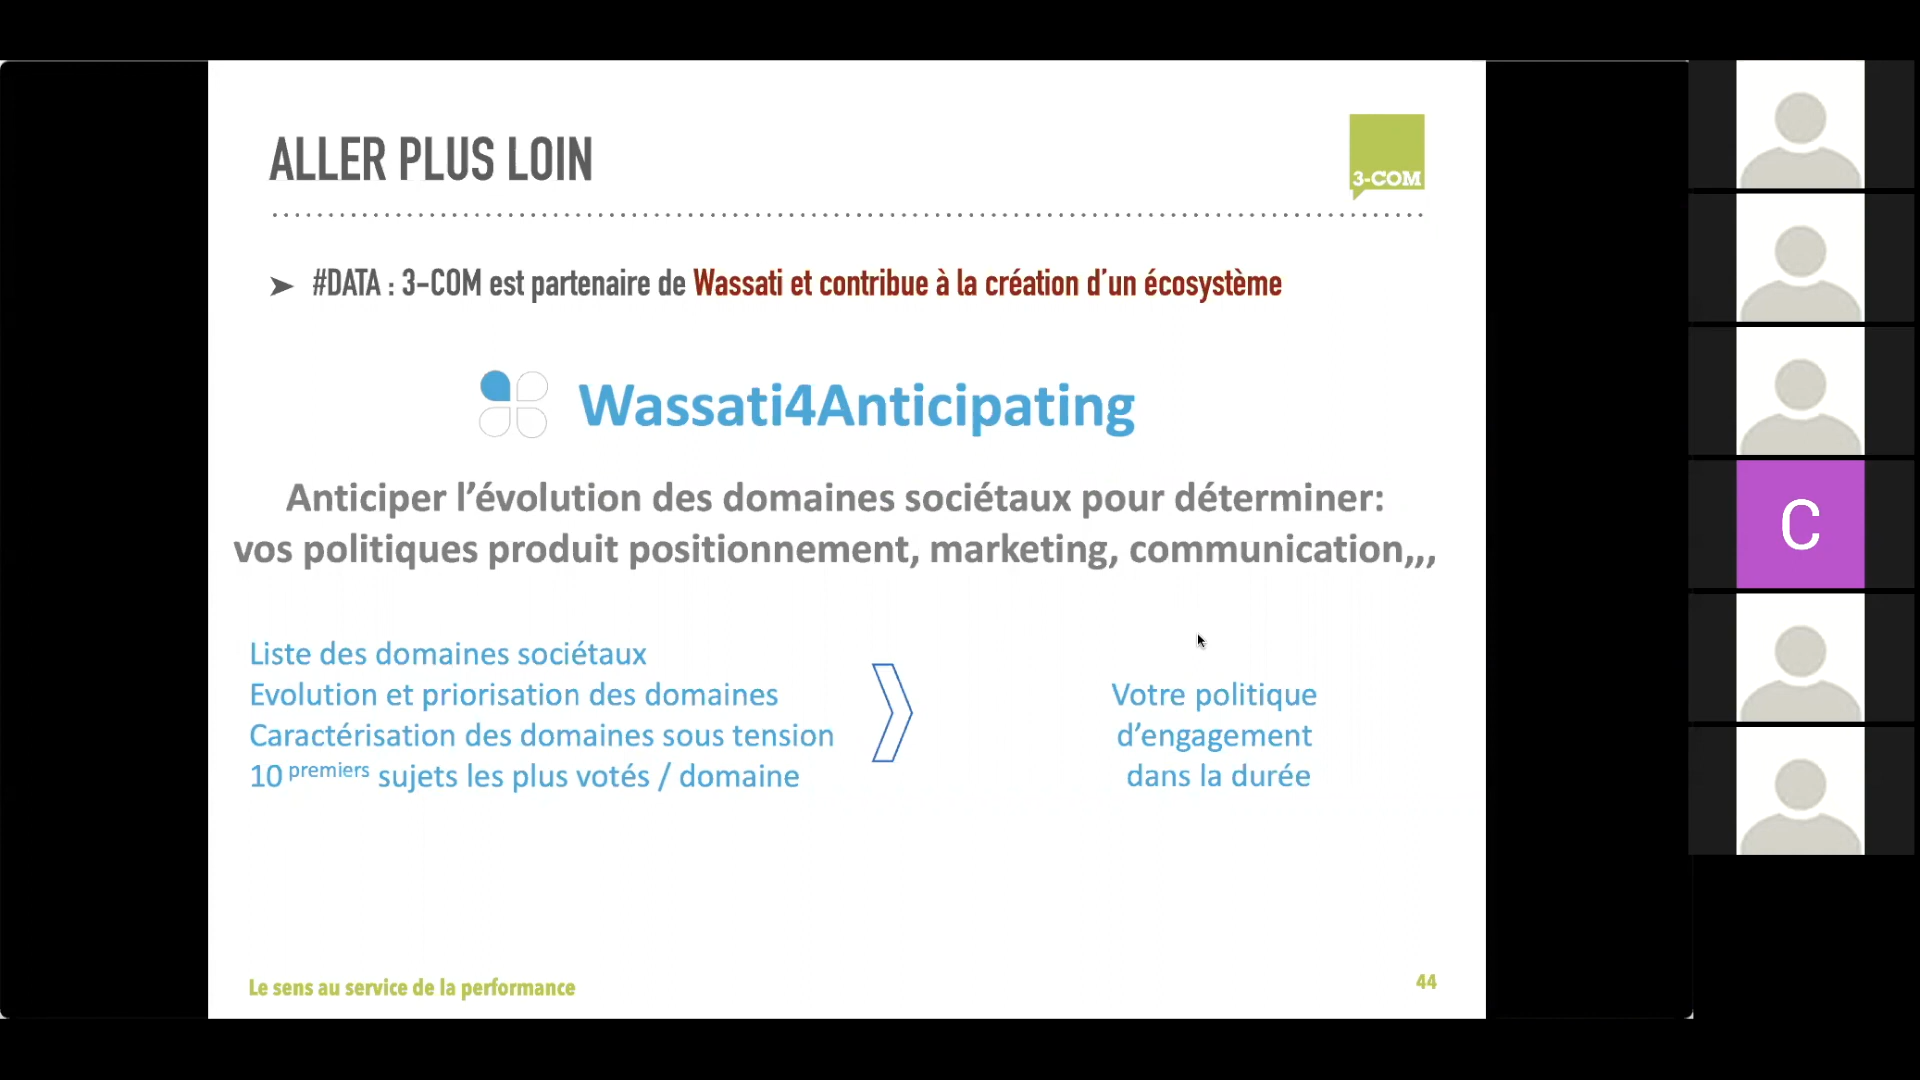 ALLER PLUS LOIN
3-COM
➤ #DATA : 3-COM est partenaire de Wassati et contribue à la création d’un écosystème
Wassati4Anticipating
Anticiper l’évolution des domaines sociétaux pour déterminer:
vos politiques produit positionnement, marketing, communication,,,
Liste des domaines sociétaux
Evolution et priorisation des domaines
Caractérisation des domaines sous tension
10 premiers sujets les plus votés / domaine
Votre politique
d’engagement
dans la durée
Le sens au service de la performance
44
C